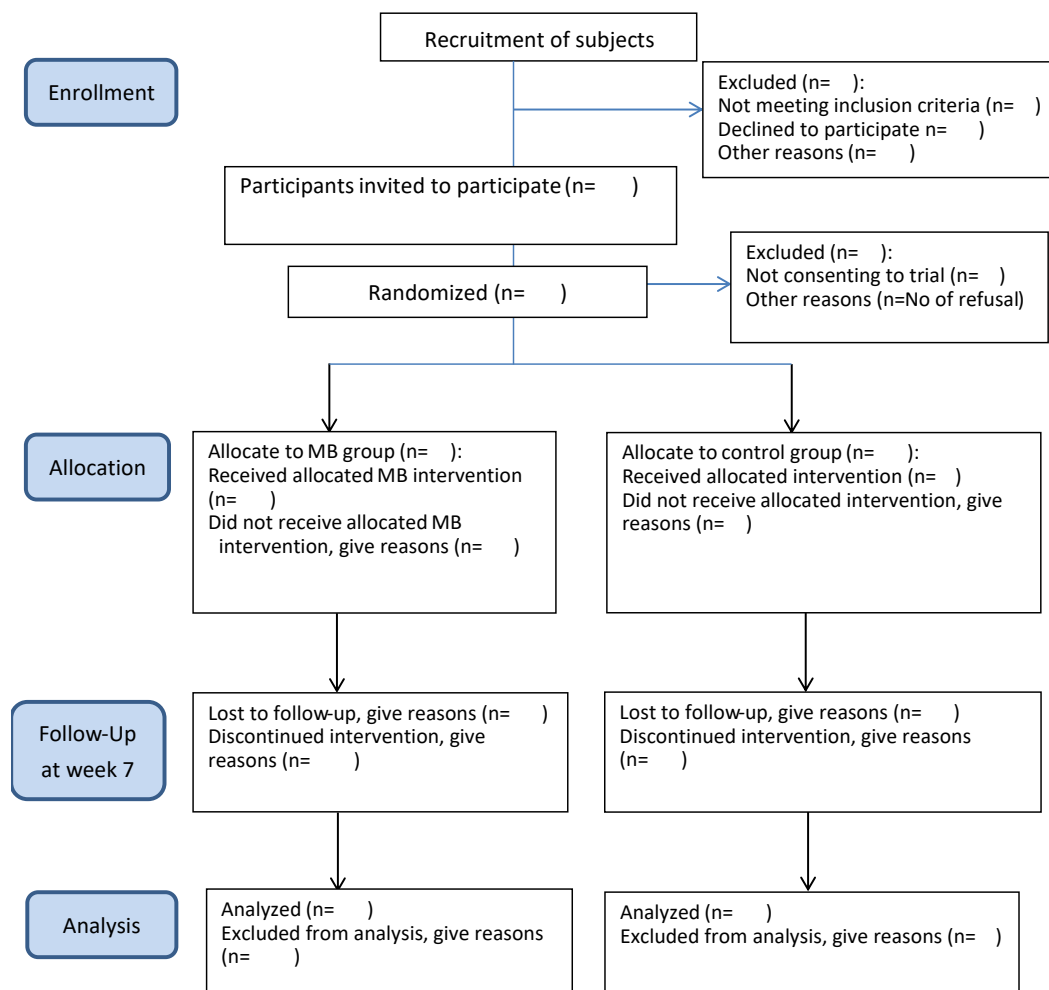 Recruitment of subjects
Enrollment
Excluded (n=    ):
Not meeting inclusion criteria (n=    )
Declined to participate n=      )
Other reasons (n=      )
Participants invited to participate (n=      )
Excluded (n=    ):
Not consenting to trial (n=    )
Other reasons (n=No of refusal)
Randomized (n=      )
Allocation
Allocate to MB group (n=    ):
Received allocated MB intervention
(n=      )
Did not receive allocated MB
intervention, give reasons (n=      )
Allocate to control group (n=      ):
Received allocated intervention (n=    )
Did not receive allocated intervention, give
reasons (n=    )
Follow-Up
at week 7
Lost to follow-up, give reasons (n=      )
Discontinued intervention, give
reasons (n=      )
Lost to follow-up, give reasons (n=      )
Discontinued intervention, give reasons
(n=      )
Analysis
Analyzed (n=      )
Excluded from analysis, give reasons
(n=      )
Analyzed (n=      )
Excluded from analysis, give reasons (n=    )